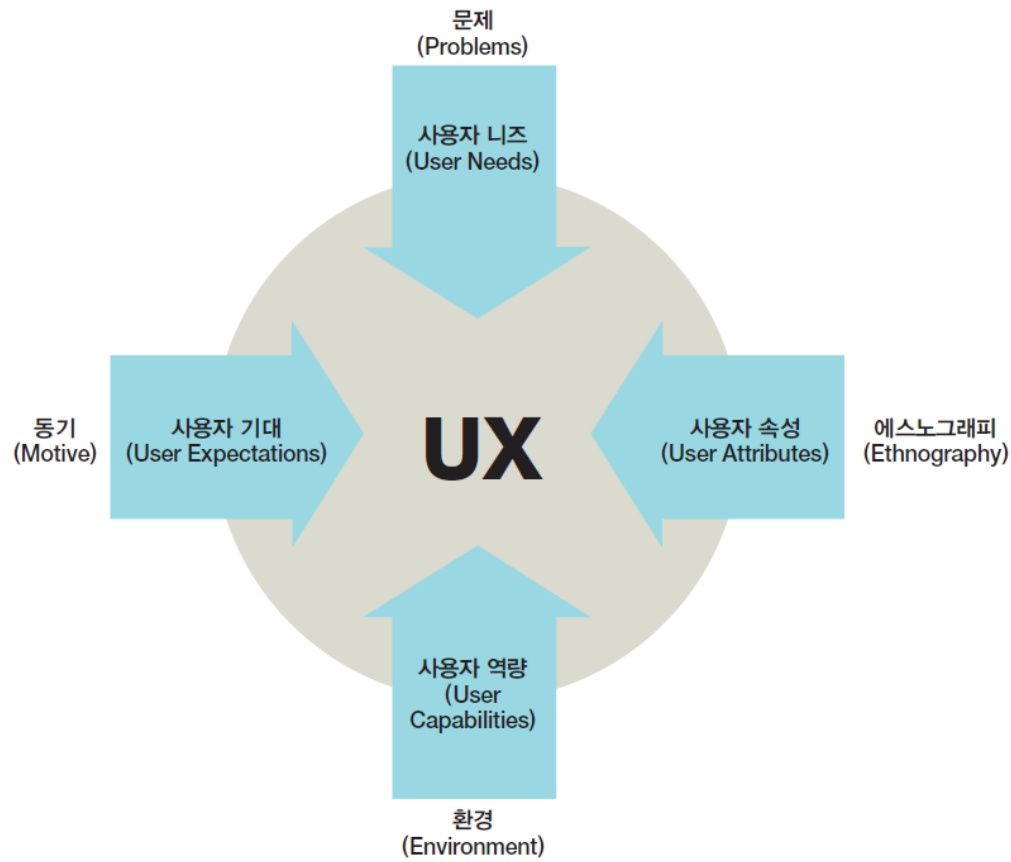 문제
(Problems)
사용자 니즈
(User Needs)
동기
(Motive)
사용자 기대
(User Expectations)
UX
사용자 속성
(User Attributes)
에스노그래피
(Ethnography)
사용자 역량
(User
Capabilities)
환경
(Environment)